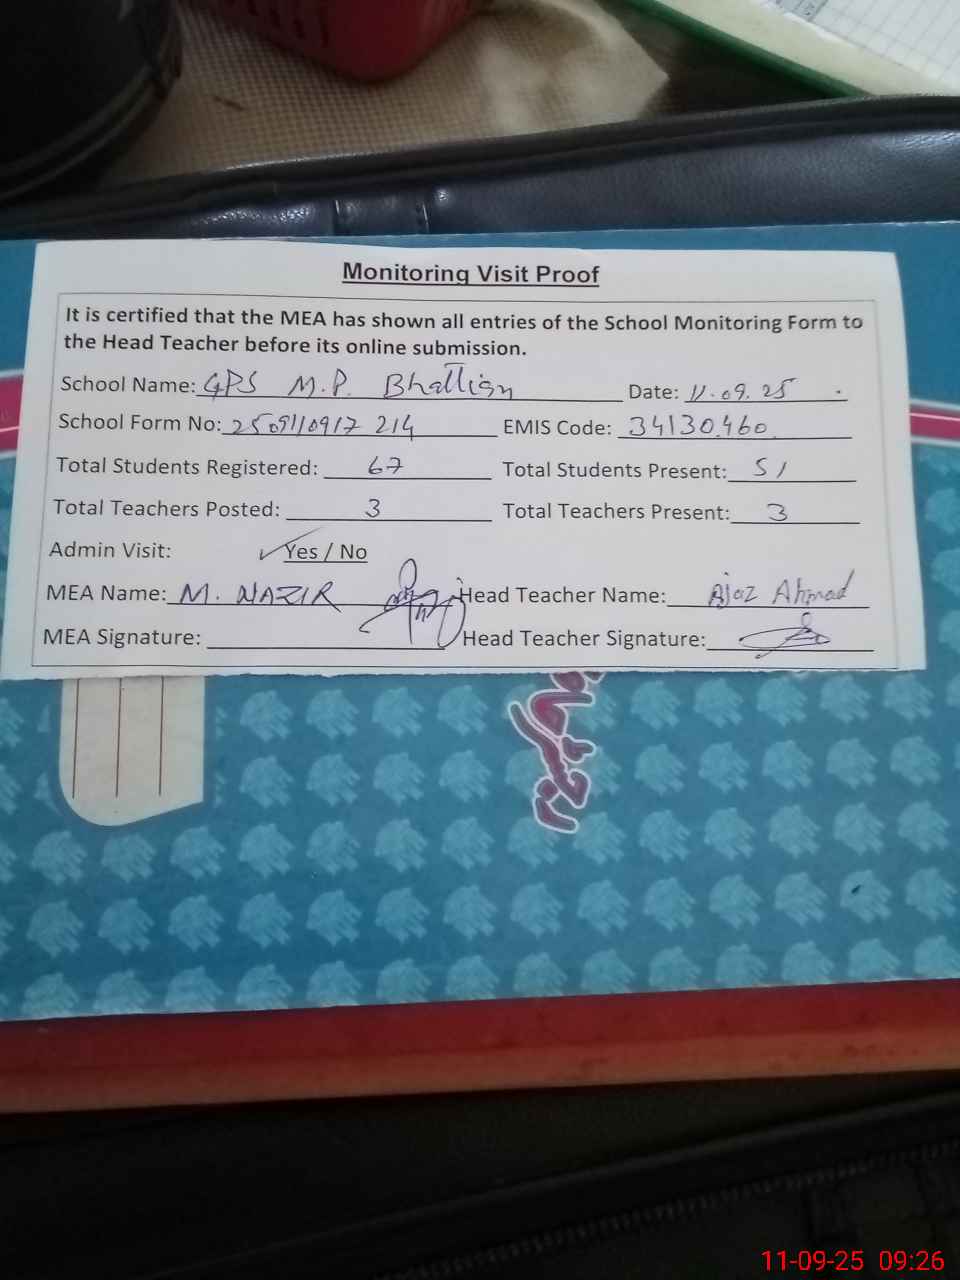 Monitoring Visit Proof
It is certified that the MEA has shown all entries of the School Monitoring Form to
the Head Teacher before its online submission.
School Name: GPS M.P. Bhattian Date: 11.09.25
School Form No: 2509110917 214 EMIS Code: 34130460
Total Students Registered: 67 Total Students Present: 51
Total Teachers Posted: 3 Total Teachers Present: 3
Admin Visit: ✓Yes / No
MEA Name: M. NAZIR Head Teacher Name: Ajaz Ahmad
MEA Signature: Head Teacher Signature:
11-09-25 09:26